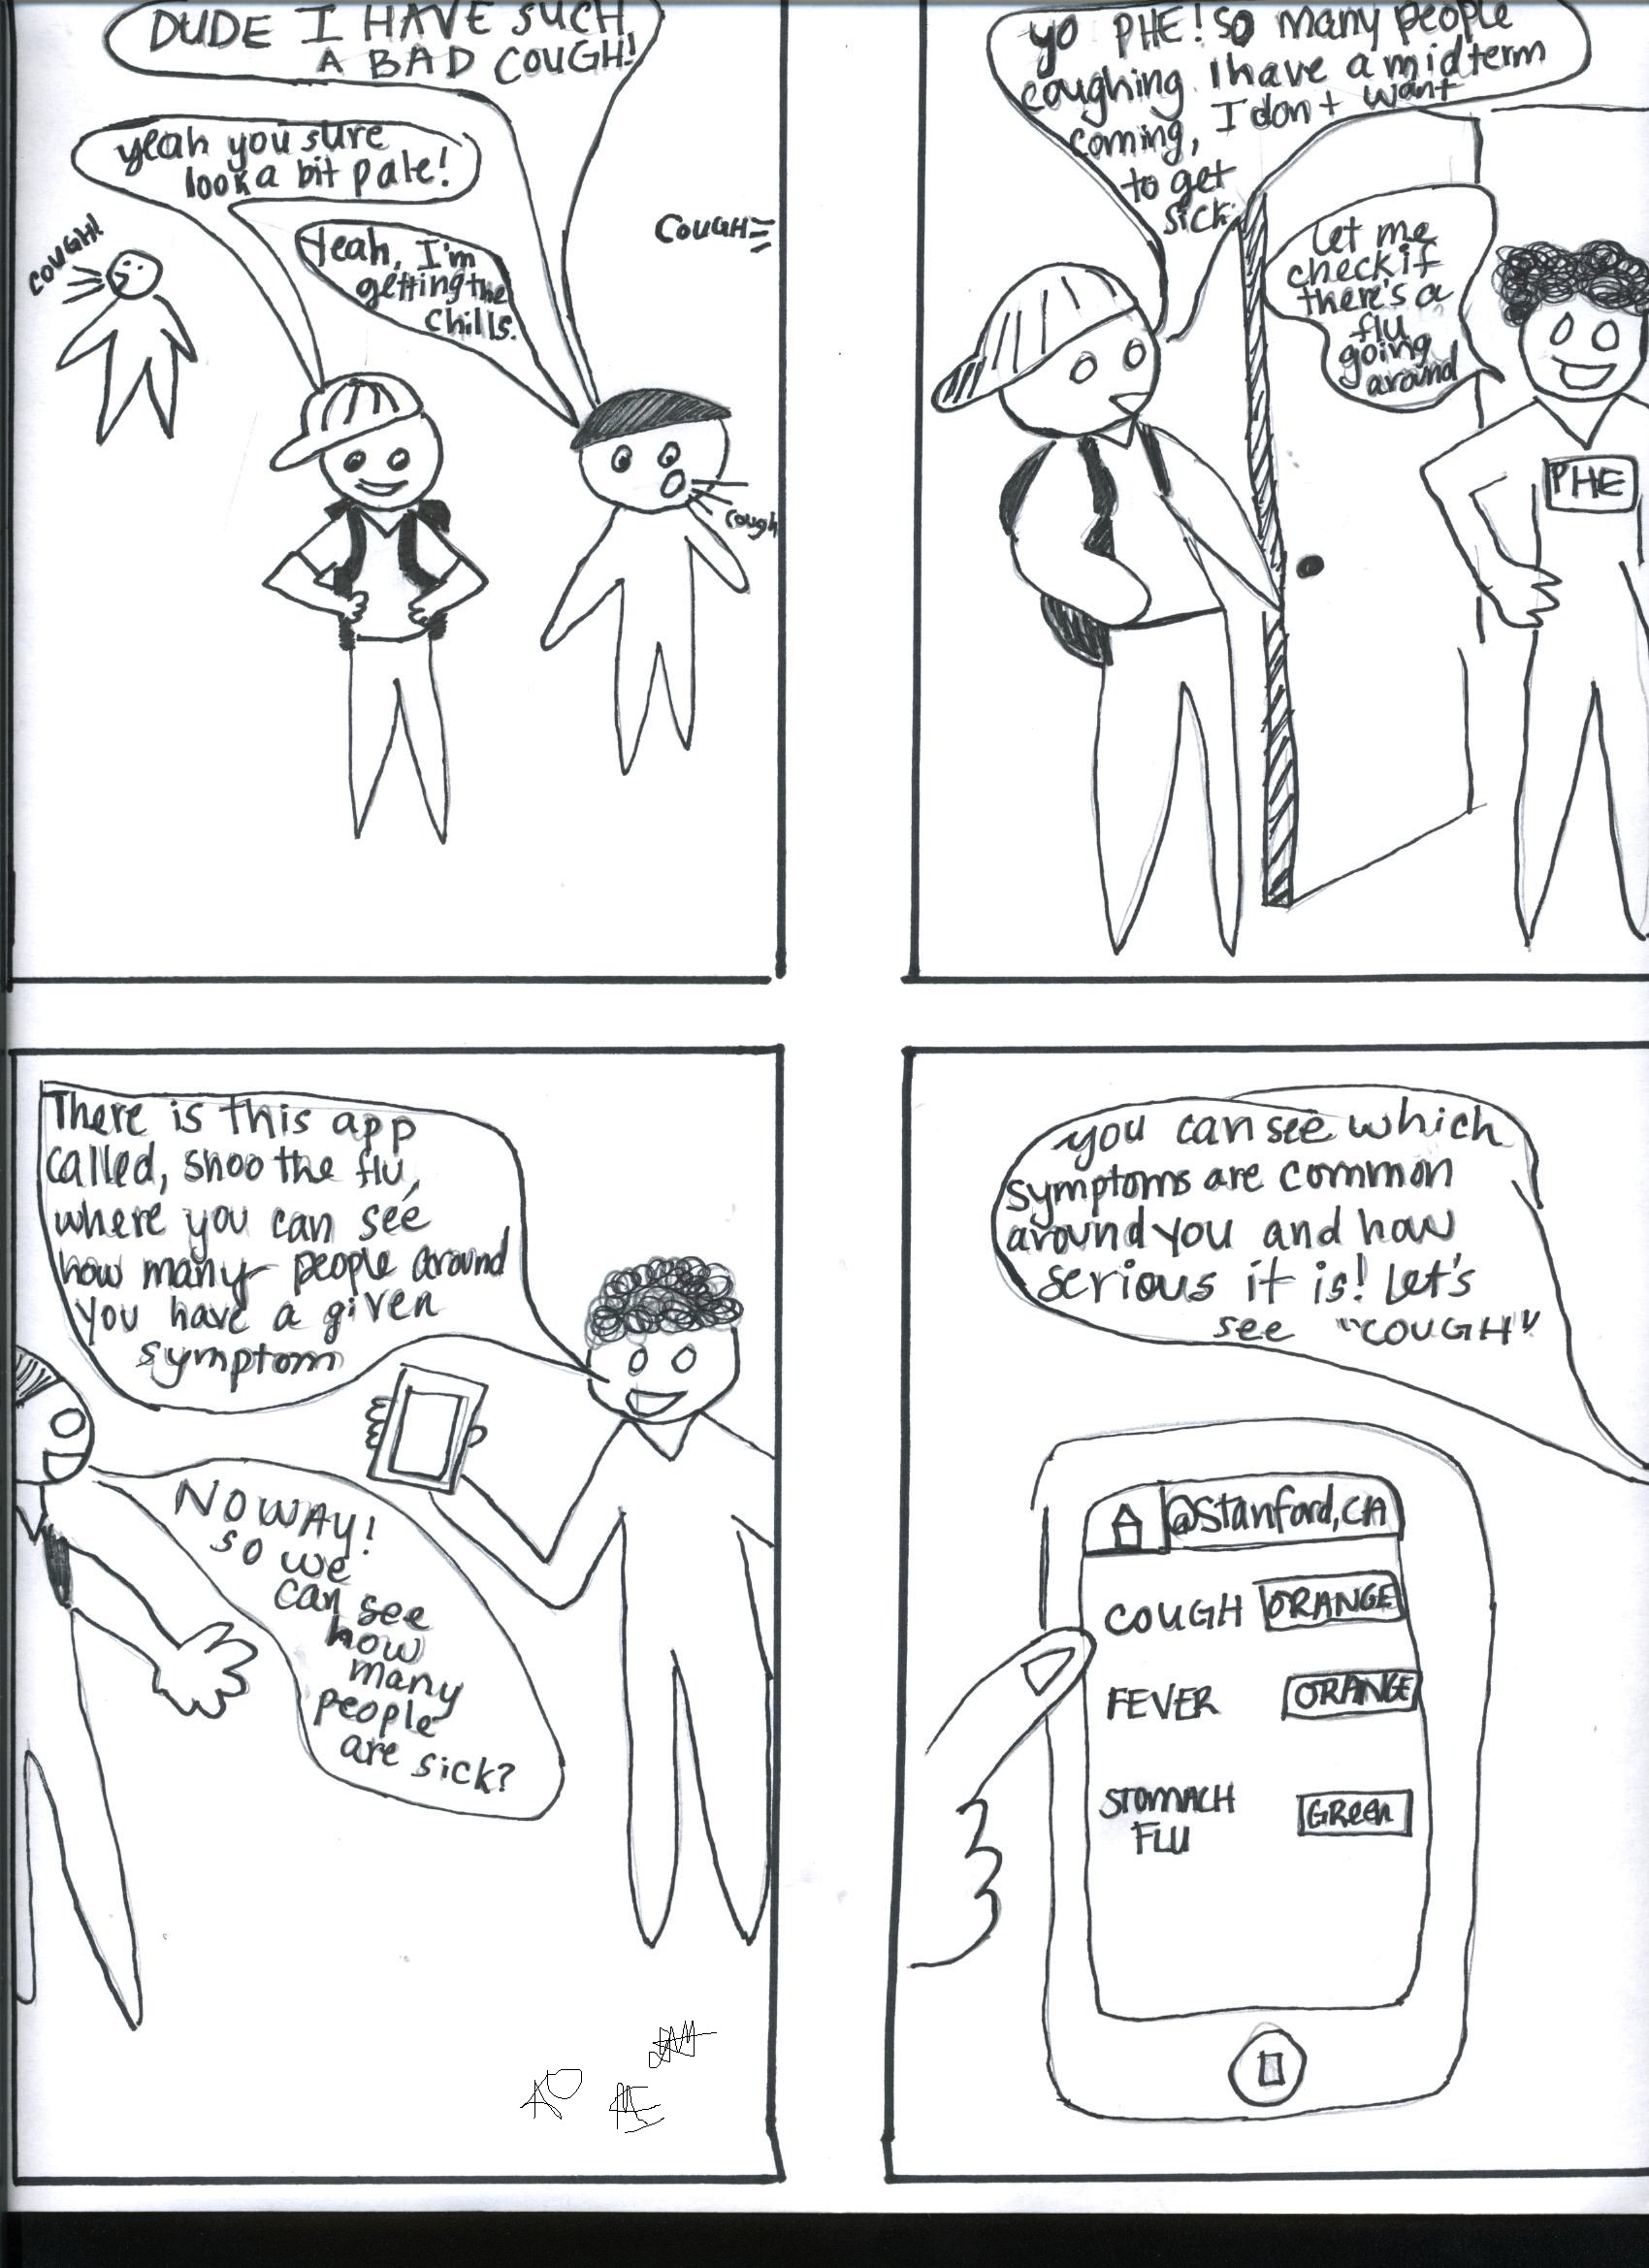 DUDE I HAVE SUCH
A BAD COUGH!
yeah you sure
look a bit pale!
Yeah, I'm
getting the
chills.
COUGH!!
COUGH
cough
yo PHE! so many people
coughing. I have a midterm
coming, I don't want
to get
sick.
Let me
check if
there's a
flu
going
around
PHE
There is this app
called, shoo the flu,
where you can see
how many people around
you have a given
symptom
NO WAY!
so we
can see
how
many
people
are sick?
you can see which
symptoms are common
around you and how
serious it is! Let's
see "COUGH"
@Stanford, CA
COUGH ORANGE
FEVER ORANGE
STOMACH
FLU GREEN